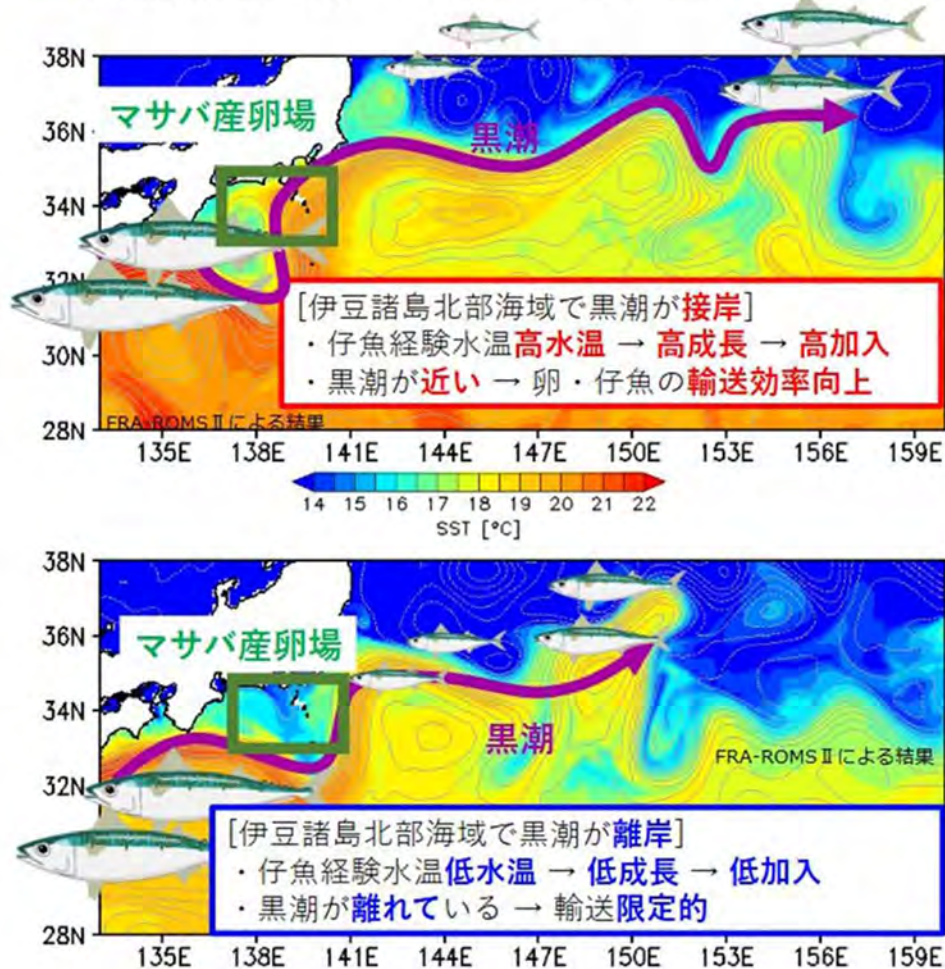 38N
マサバ産卵場
36N
黒潮
34N
32N
[伊豆諸島北部海域で黒潮が接岸]
・仔魚経験水温高水温 → 高成長 → 高加入
30N
・黒潮が近い → 卵・仔魚の輸送効率向上
FRA-ROMSⅡによる結果
28N
135E 138E 141E 144E 147E 150E 153E 156E 159E
14 15 16 17 18 19 20 21 22
SST [°C]
38N
36N
マサバ産卵場
34N
黒潮
FRA-ROMSⅡによる結果
32N
[伊豆諸島北部海域で黒潮が離岸]
・仔魚経験水温低水温 → 低成長 → 低加入
・黒潮が離れている → 輸送限定的
28N
135E 138E 141E 144E 147E 150E 153E 156E 159E